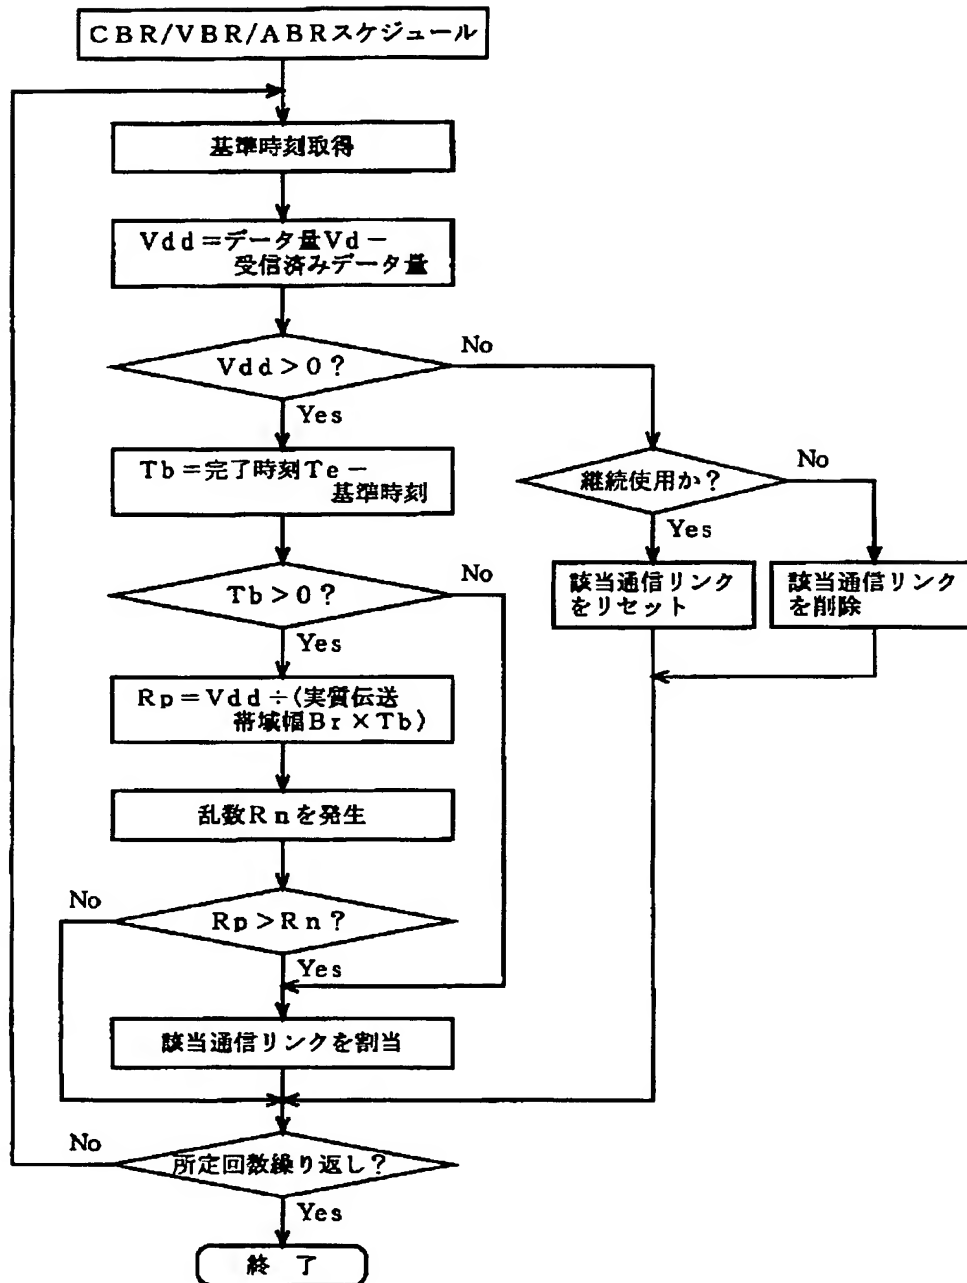 CBR/VBR/ABRスケジュール
基準時刻取得
Vdd=データ量Vd-
受信済みデータ量
Vdd>0?
No
Yes
Tb=完了時刻Te-
基準時刻
継続使用か?
No
Yes
Tb>0?
No
Yes
該当通信リンク
をリセット
該当通信リンク
を削除
Rp=Vdd÷(実質伝送
帯域幅Br×Tb)
乱数Rnを発生
Rp>Rn?
No
Yes
該当通信リンクを割当
所定回数繰り返し?
No
Yes
終 了